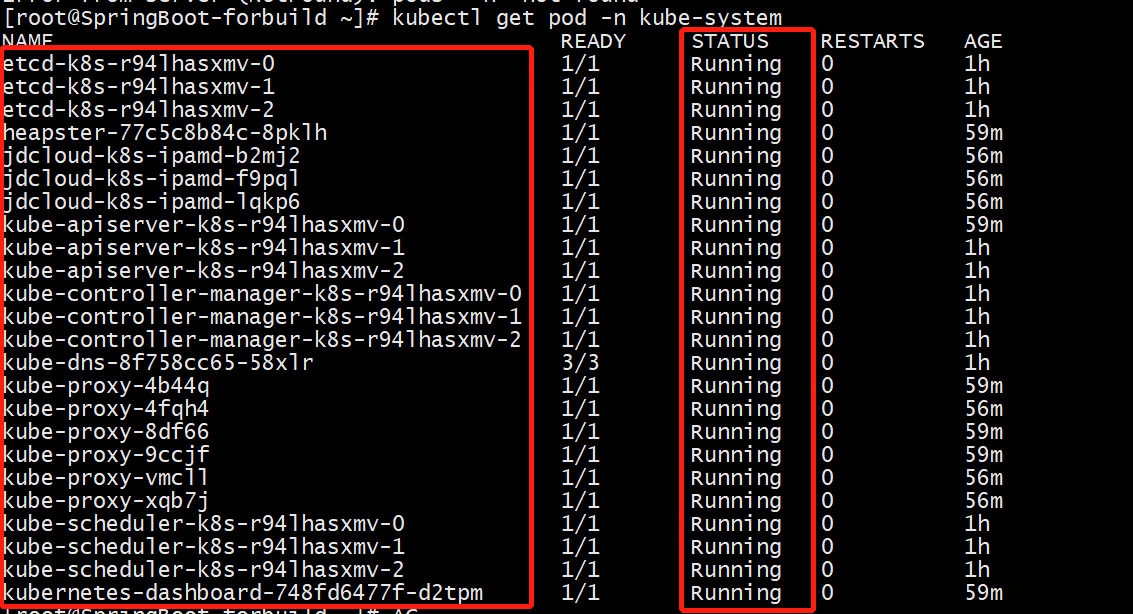 [root@SpringBoot-forbuild ~]# kubectl get pod -n kube-system
NAME READY STATUS RESTARTS AGE
etcd-k8s-r94lhasxmv-0 1/1 Running 0 1h
etcd-k8s-r94lhasxmv-1 1/1 Running 0 1h
etcd-k8s-r94lhasxmv-2 1/1 Running 0 1h
heapster-77c5c8b84c-8pklh 1/1 Running 0 59m
jdcloud-k8s-ipamd-b2mj2 1/1 Running 0 56m
jdcloud-k8s-ipamd-f9pql 1/1 Running 0 56m
jdcloud-k8s-ipamd-lqkp6 1/1 Running 0 56m
kube-apiserver-k8s-r94lhasxmv-0 1/1 Running 0 59m
kube-apiserver-k8s-r94lhasxmv-1 1/1 Running 0 1h
kube-apiserver-k8s-r94lhasxmv-2 1/1 Running 0 1h
kube-controller-manager-k8s-r94lhasxmv-0 1/1 Running 0 1h
kube-controller-manager-k8s-r94lhasxmv-1 1/1 Running 0 1h
kube-controller-manager-k8s-r94lhasxmv-2 1/1 Running 0 1h
kube-dns-8f758cc65-58xlr 3/3 Running 0 1h
kube-proxy-4b44q 1/1 Running 0 59m
kube-proxy-4fqh4 1/1 Running 0 56m
kube-proxy-8df66 1/1 Running 0 59m
kube-proxy-9ccjf 1/1 Running 0 59m
kube-proxy-vmcll 1/1 Running 0 56m
kube-proxy-xqb7j 1/1 Running 0 56m
kube-scheduler-k8s-r94lhasxmv-0 1/1 Running 0 1h
kube-scheduler-k8s-r94lhasxmv-1 1/1 Running 0 1h
kube-scheduler-k8s-r94lhasxmv-2 1/1 Running 0 1h
kubernetes-dashboard-748fd6477f-d2tpm 1/1 Running 0 59m
[root@SpringBoot-forbuild ~]# ^C